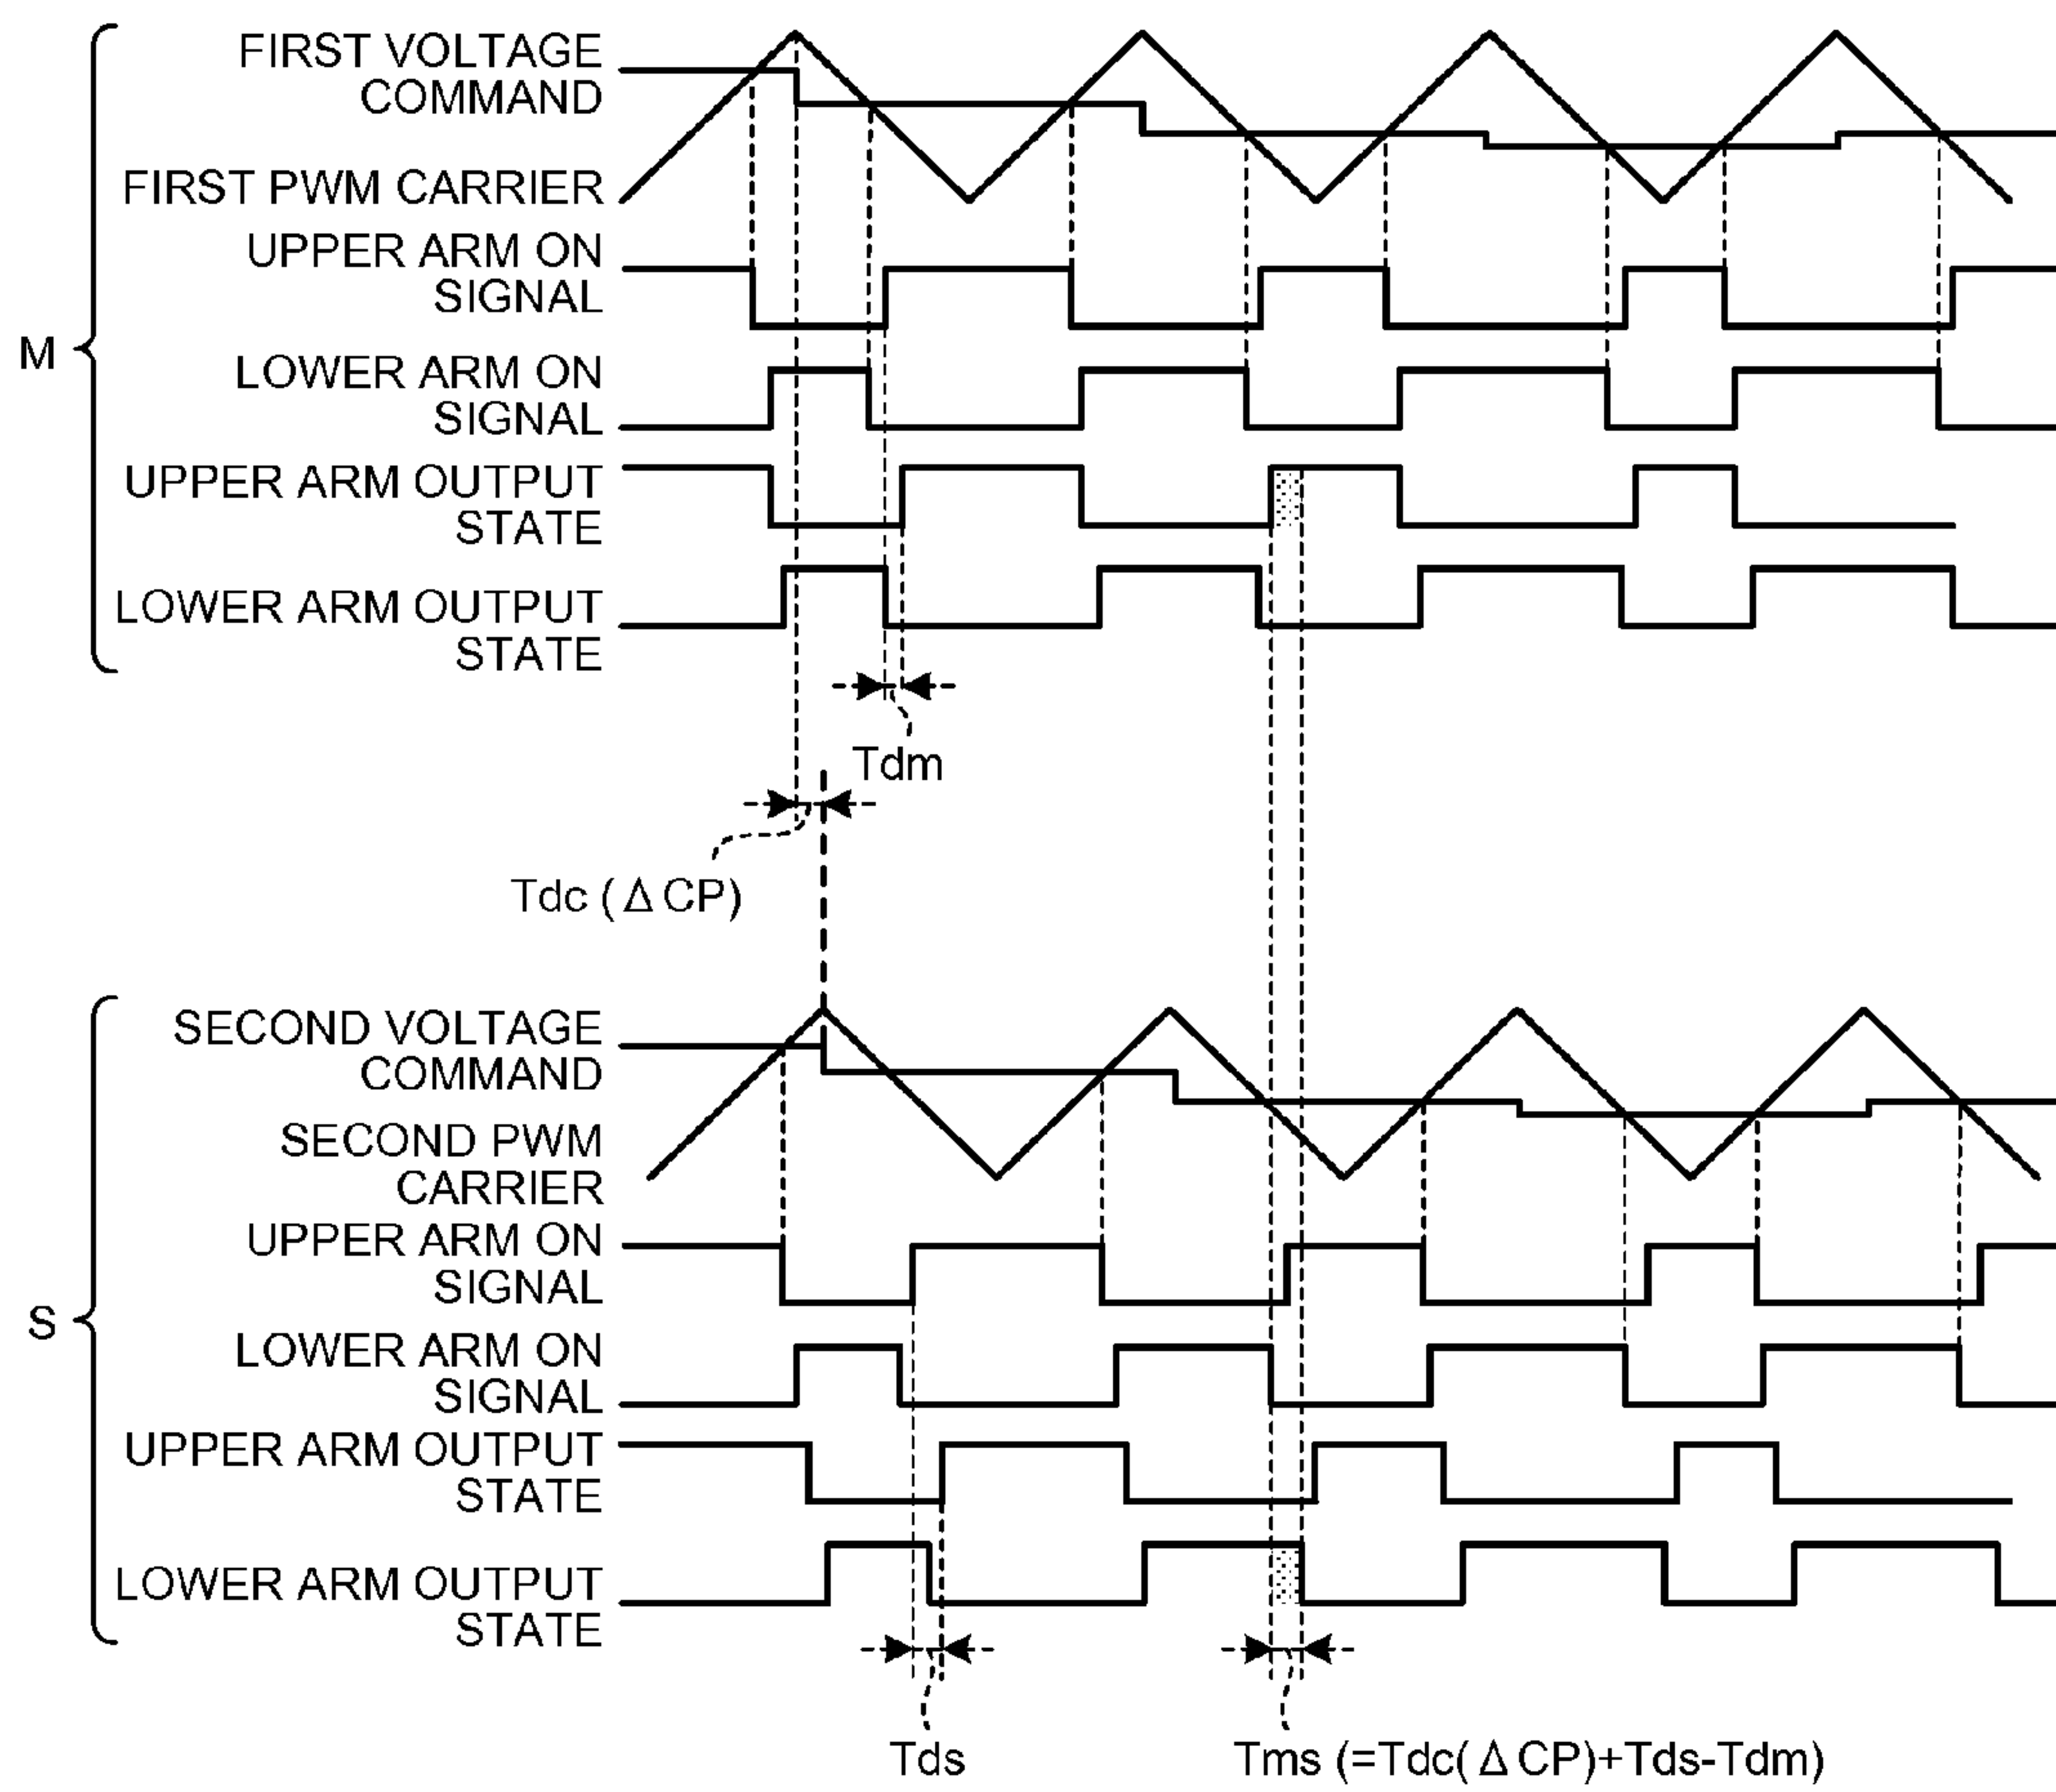 FIRST VOLTAGE
COMMAND
FIRST PWM CARRIER
UPPER ARM ON
SIGNAL
M
LOWER ARM ON
SIGNAL
UPPER ARM OUTPUT
STATE
LOWER ARM OUTPUT
STATE
Tdm
Tdc (ΔCP)
SECOND VOLTAGE
COMMAND
SECOND PWM
CARRIER
UPPER ARM ON
SIGNAL
S
LOWER ARM ON
SIGNAL
UPPER ARM OUTPUT
STATE
LOWER ARM OUTPUT
STATE
Tds
Tms (=Tdc(ΔCP)+Tds-Tdm)